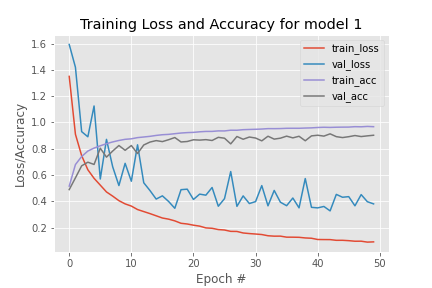 Training Loss and Accuracy for model 1
train_loss
val_loss
train_acc
val_acc
Loss/Accuracy
1.6
1.4
1.2
1.0
0.8
0.6
0.4
0.2
0 10 20 30 40 50
Epoch #